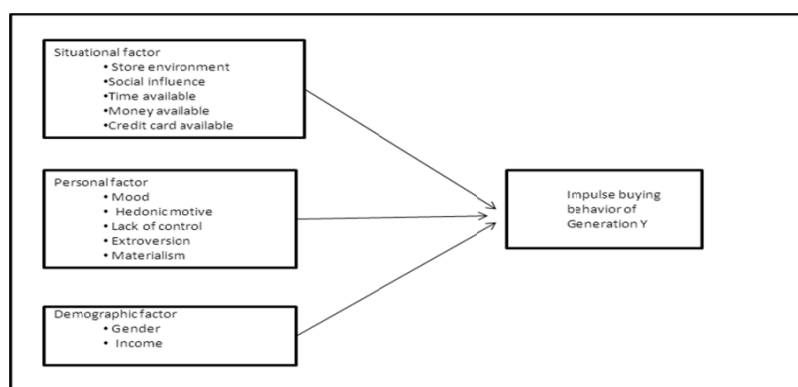 Situational factor
• Store environment
•Social influence
•Time available
•Money available
•Credit card available
Personal factor
• Mood
• Hedonic motive
• Lack of control
• Extroversion
• Materialism
Demographic factor
• Gender
• Income
Impulse buying
behavior of
Generation Y